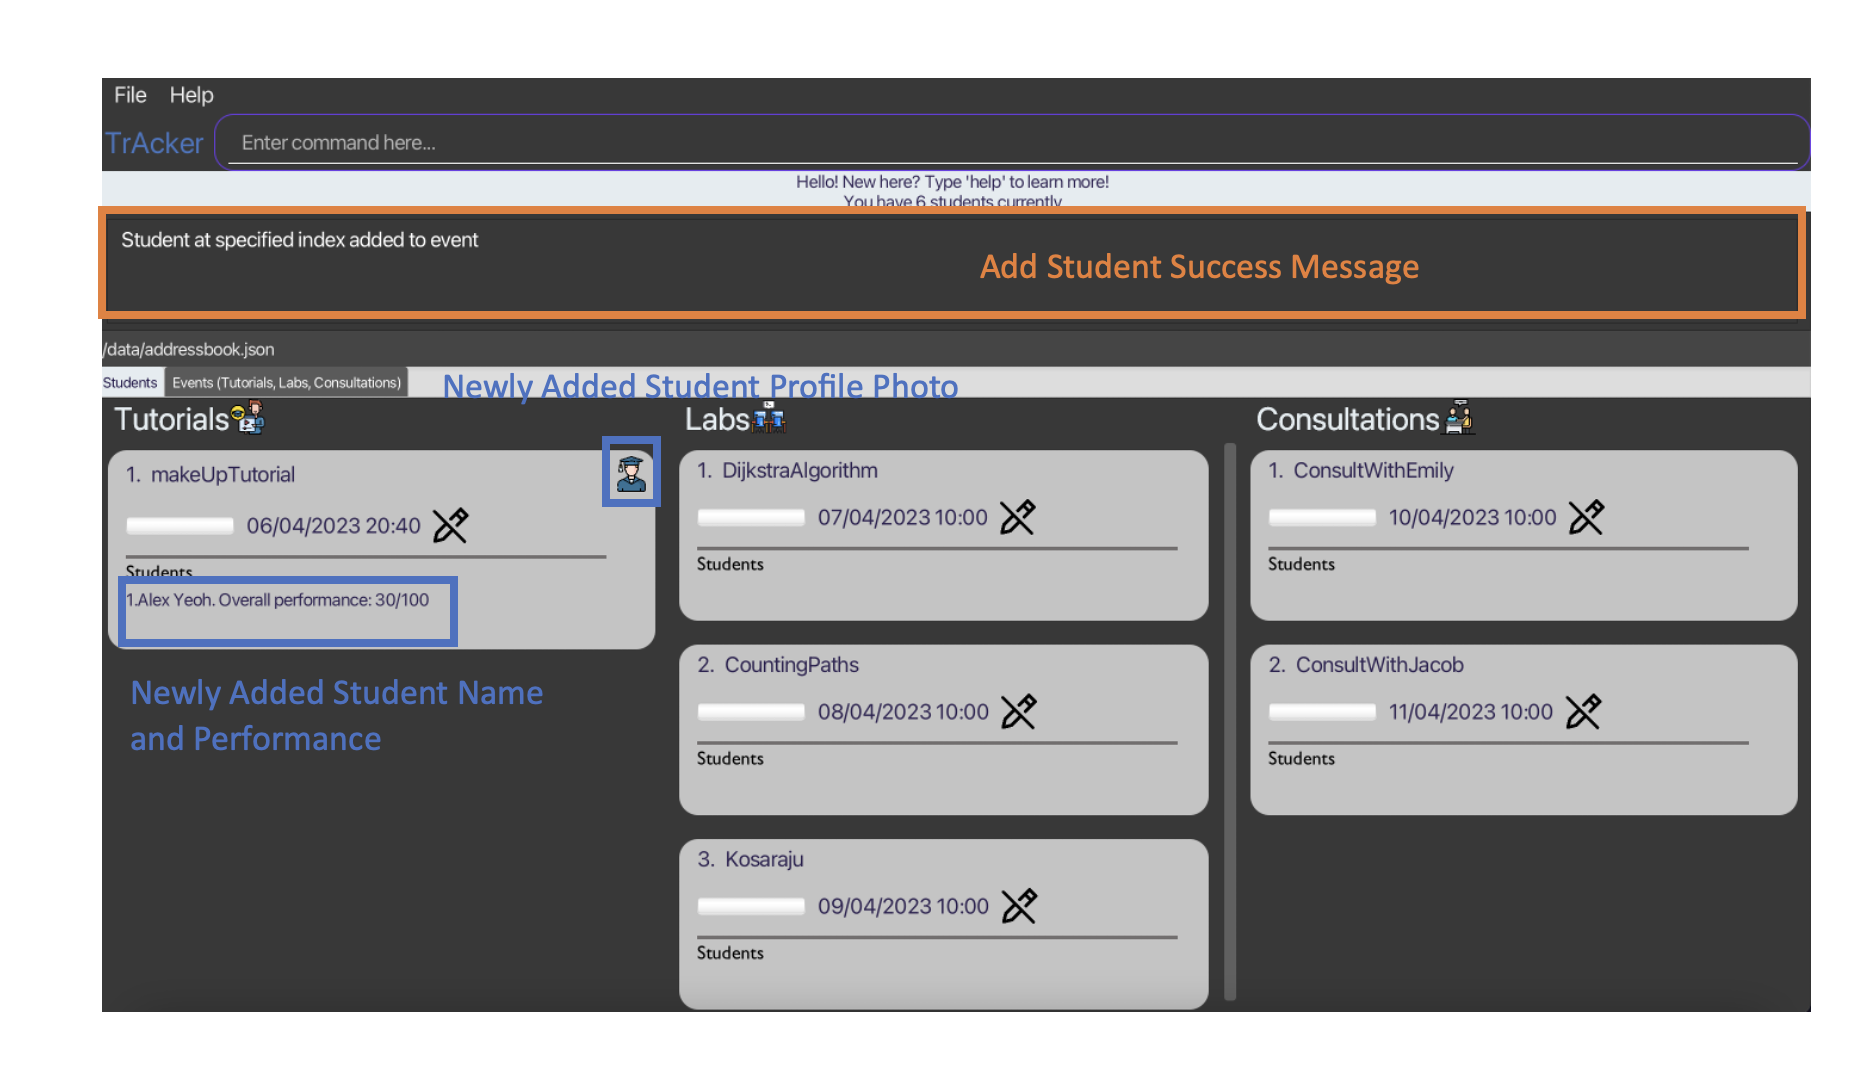 File Help
TrAcker Enter command here...
Hello! New here? Type 'help' to learn more!
You have 6 students currently
Student at specified index added to event
Add Student Success Message
/data/addressbook.json
Students Events (Tutorials, Labs, Consultations)
Newly Added Student Profile Photo
Tutorials
1. makeUpTutorial
06/04/2023 20:40
Students
1.Alex Yeoh. Overall performance: 30/100
Newly Added Student Name
and Performance
Labs
1. DijkstraAlgorithm
07/04/2023 10:00
Students
2. CountingPaths
08/04/2023 10:00
Students
3. Kosaraju
09/04/2023 10:00
Students
Consultations
1. ConsultWithEmily
10/04/2023 10:00
Students
2. ConsultWithJacob
11/04/2023 10:00
Students